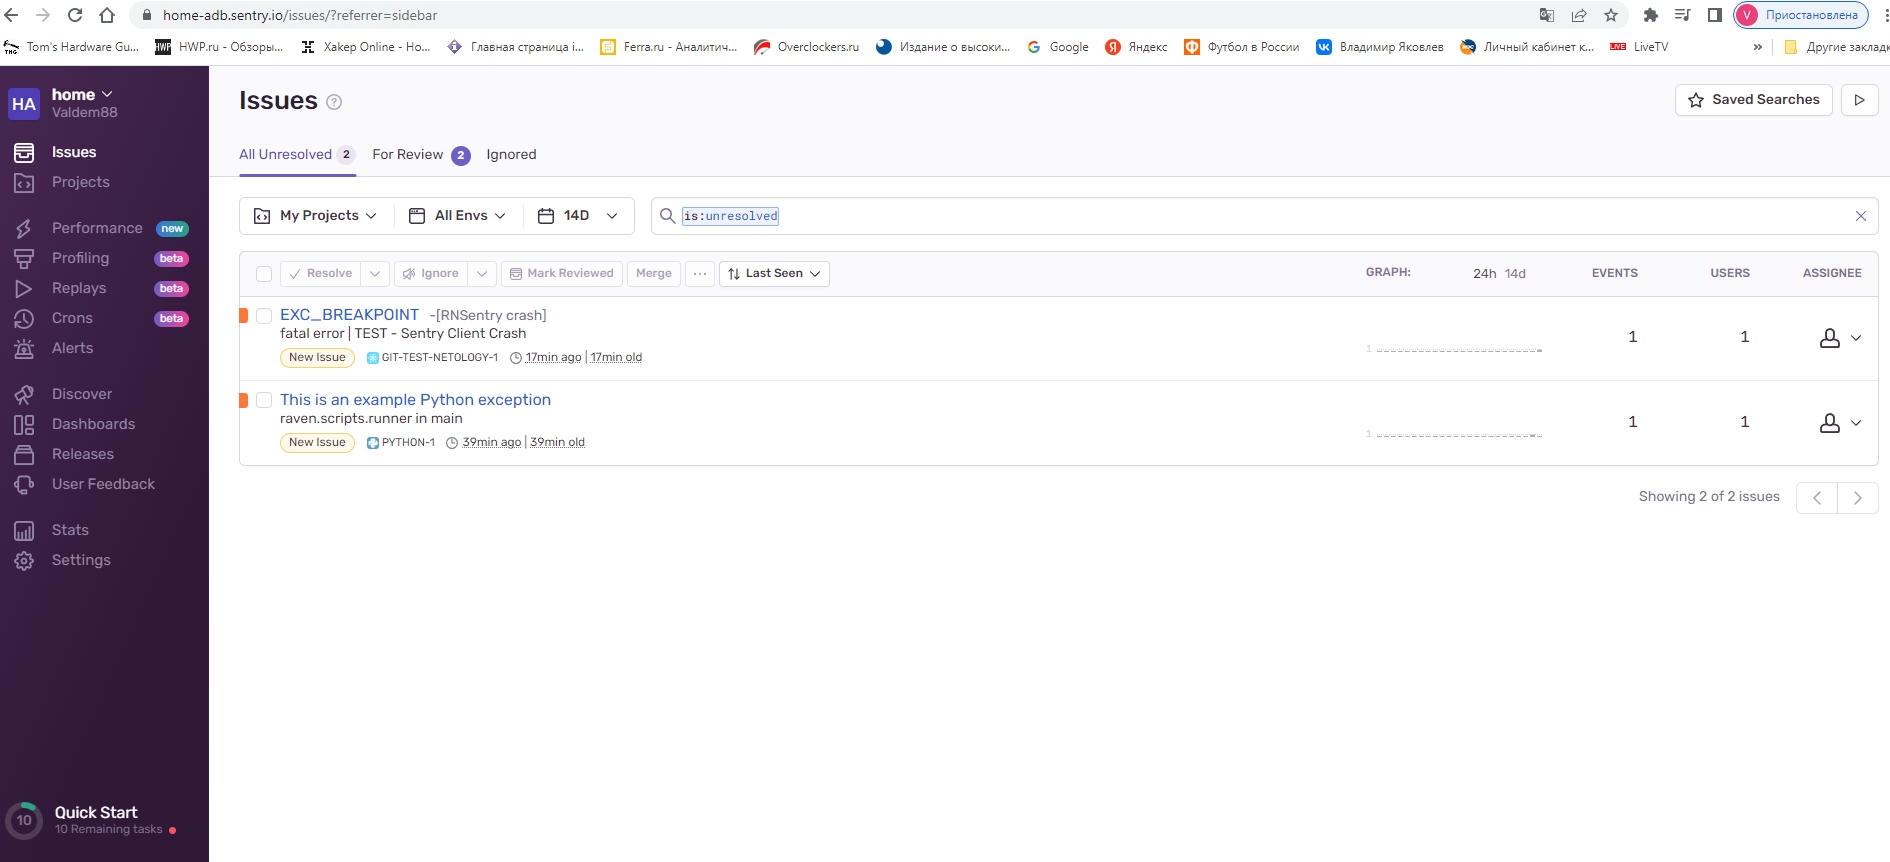 home-adb.sentry.io/issues/?referrer=sidebar
V Приостановлена
Tom's Hardware Gu... HWP HWP.ru - Обзоры... Хакер Online - Но... Главная страница i... Ferra.ru - Аналитич... Overclockers.ru Издание о высоки... Google Яндекс Футбол в России Владимир Яковлев Личный кабинет к... LIVE LiveTV » Другие заклад
HA home
Valdem88
Issues
Projects
Performance new
Profiling beta
Replays beta
Crons beta
Alerts
Discover
Dashboards
Releases
User Feedback
Stats
Settings
10 Quick Start
10 Remaining tasks
Issues ?
Saved Searches
All Unresolved 2 For Review 2 Ignored
My Projects All Envs 14D is:unresolved
Resolve Ignore Mark Reviewed Merge ... Last Seen GRAPH: 24h 14d EVENTS USERS ASSIGNEE
EXC_BREAKPOINT -[RNSentry crash]
fatal error | TEST - Sentry Client Crash
New Issue GIT-TEST-NETOLOGY-1 17min ago | 17min old
1 1 1
This is an example Python exception
raven.scripts.runner in main
New Issue PYTHON-1 39min ago | 39min old
1 1 1
Showing 2 of 2 issues